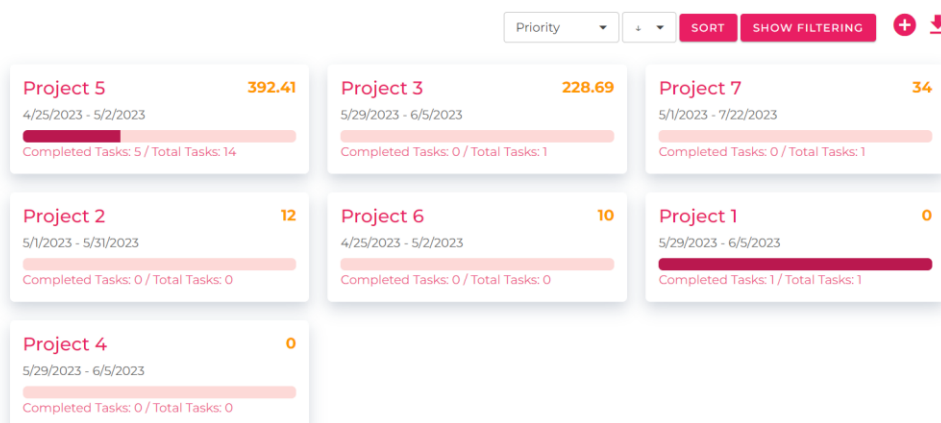 Priority ↓ SORT SHOW FILTERING
Project 5 392.41
4/25/2023 - 5/2/2023
Completed Tasks: 5 / Total Tasks: 14
Project 3 228.69
5/29/2023 - 6/5/2023
Completed Tasks: 0 / Total Tasks: 1
Project 7 34
5/1/2023 - 7/22/2023
Completed Tasks: 0 / Total Tasks: 1
Project 2 12
5/1/2023 - 5/31/2023
Completed Tasks: 0 / Total Tasks: 0
Project 6 10
4/25/2023 - 5/2/2023
Completed Tasks: 0 / Total Tasks: 0
Project 1 0
5/29/2023 - 6/5/2023
Completed Tasks: 1 / Total Tasks: 1
Project 4 0
5/29/2023 - 6/5/2023
Completed Tasks: 0 / Total Tasks: 0